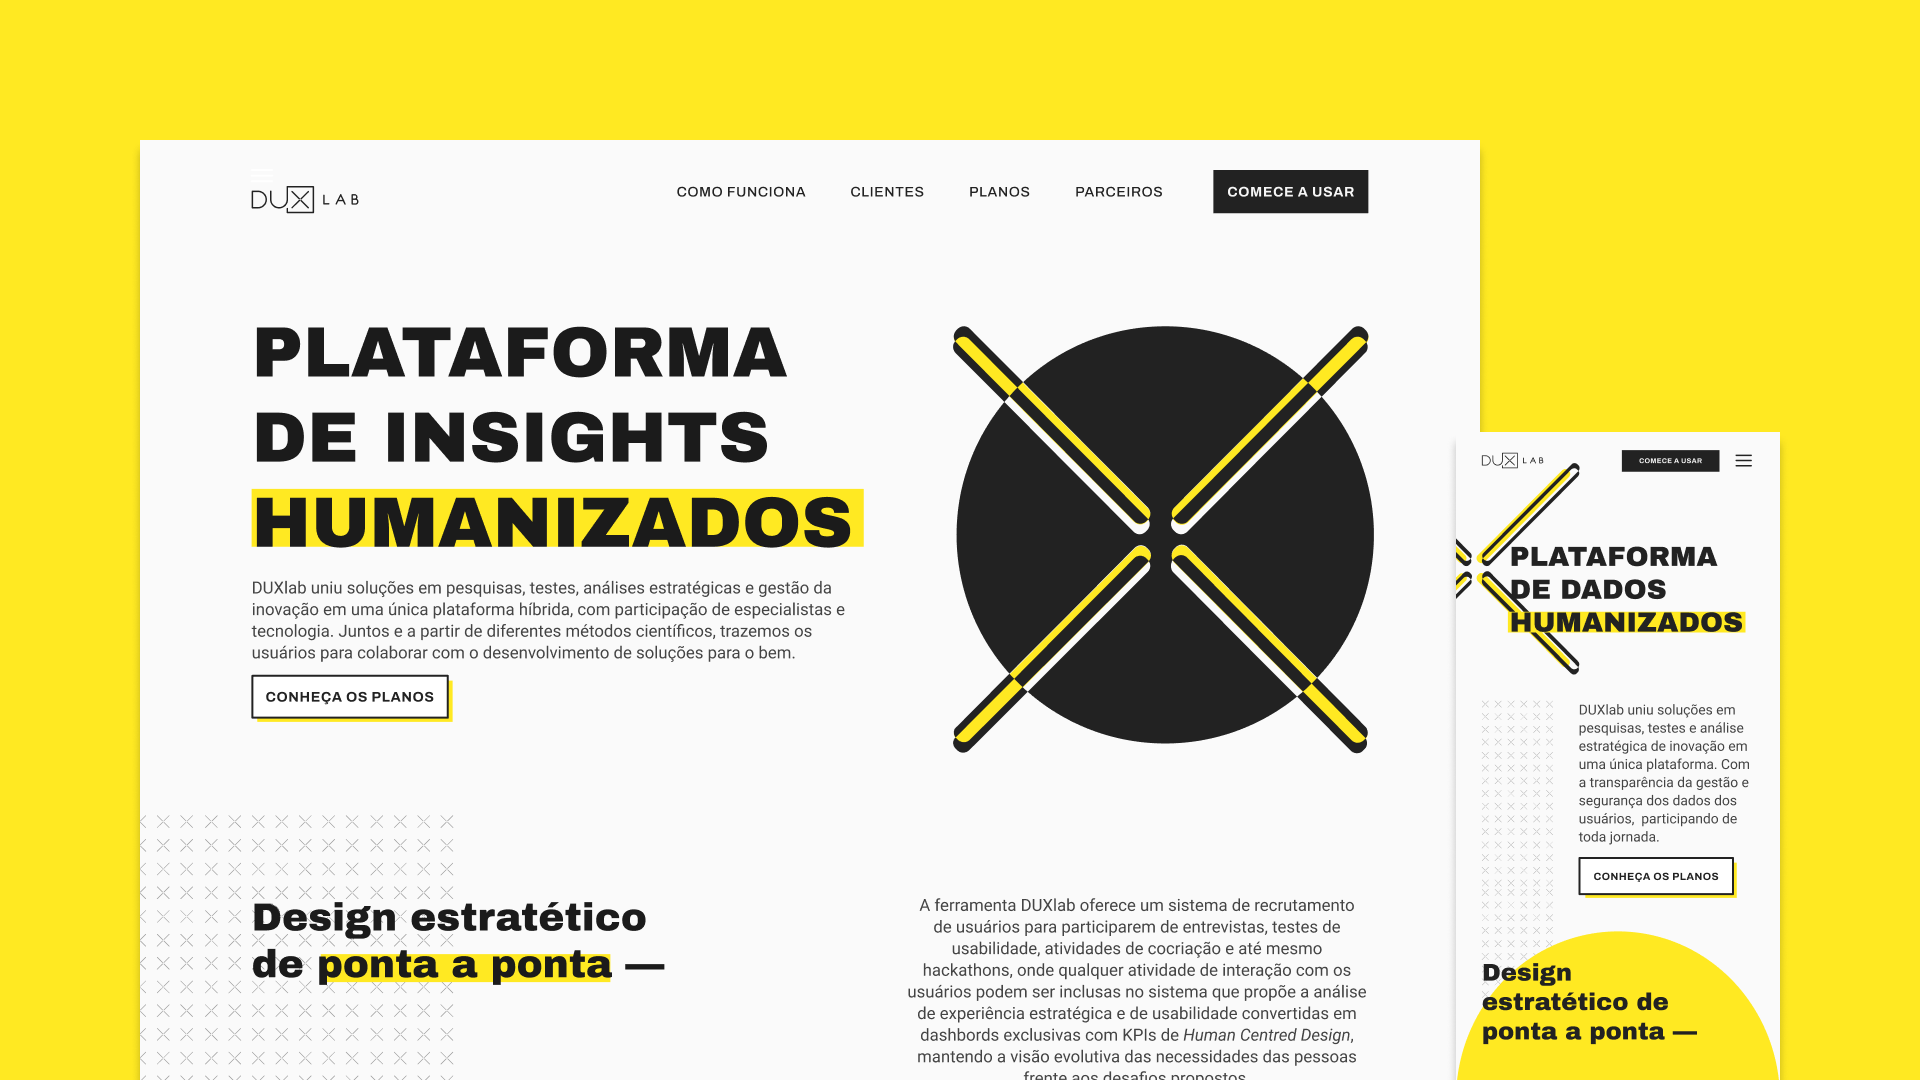 DUX LAB
COMO FUNCIONA
CLIENTES
PLANOS
PARCEIROS
COMECE A USAR
PLATAFORMA
DE INSIGHTS
HUMANIZADOS
DUXlab uniu soluções em pesquisas, testes, análises estratégicas e gestão da
inovação em uma única plataforma híbrida, com participação de especialistas e
tecnologia. Juntos e a partir de diferentes métodos científicos, trazemos os
usuários para colaborar com o desenvolvimento de soluções para o bem.
CONHEÇA OS PLANOS
Design estratético
de ponta a ponta —
A ferramenta DUXlab oferece um sistema de recrutamento
de usuários para participarem de entrevistas, testes de
usabilidade, atividades de cocriação e até mesmo
hackathons, onde qualquer atividade de interação com os
usuários podem ser inclusas no sistema que propõe a análise
de experiência estratégica e de usabilidade convertidas em
dashbords exclusivas com KPIs de Human Centred Design,
mantendo a visão evolutiva das necessidades das pessoas
frente aos desafios propostos.
DUX LAB
COMECE A USAR
PLATAFORMA
DE DADOS
HUMANIZADOS
DUXlab uniu soluções em
pesquisas, testes e análise
estratégica de inovação em
uma única plataforma. Com
a transparência da gestão e
segurança dos dados dos
usuários, participando de
toda jornada.
CONHEÇA OS PLANOS
Design
estratético de
ponta a ponta —